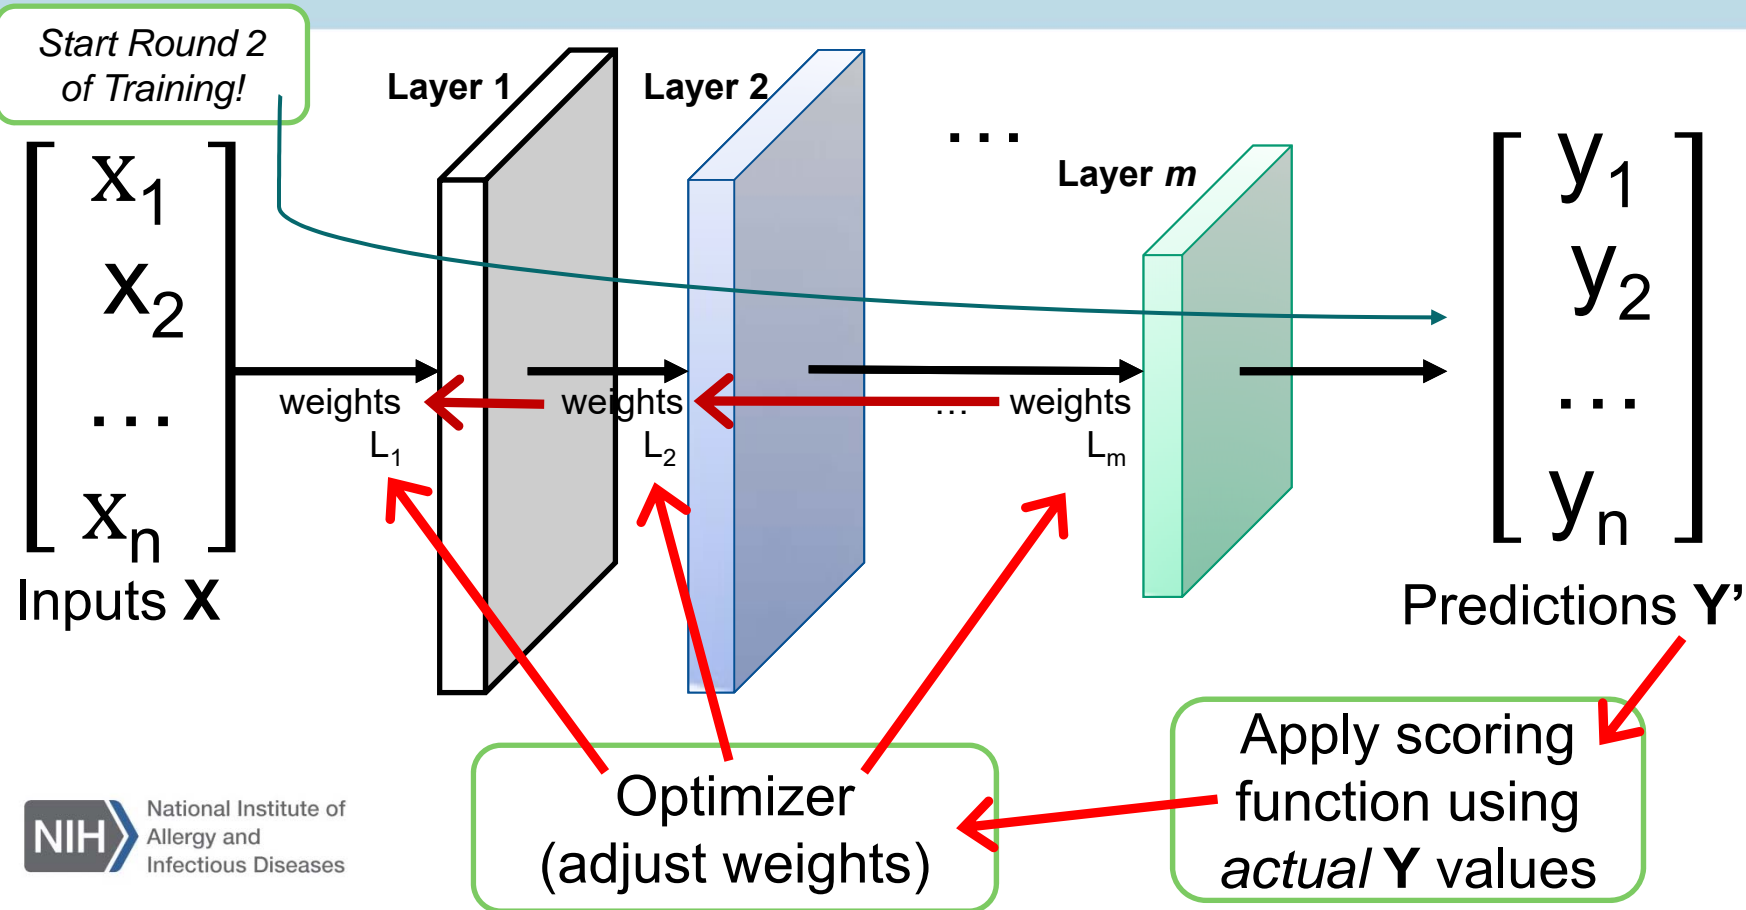 Start Round 2
of Training!
Layer 1
Layer 2
...
Layer m
x1
x2
...
xn
Inputs X
weights
L1
weights
L2
... weights
Lm
y1
y2
...
yn
Predictions Y’
Optimizer
(adjust weights)
Apply scoring
function using
actual Y values
NIH
National Institute of
Allergy and
Infectious Diseases